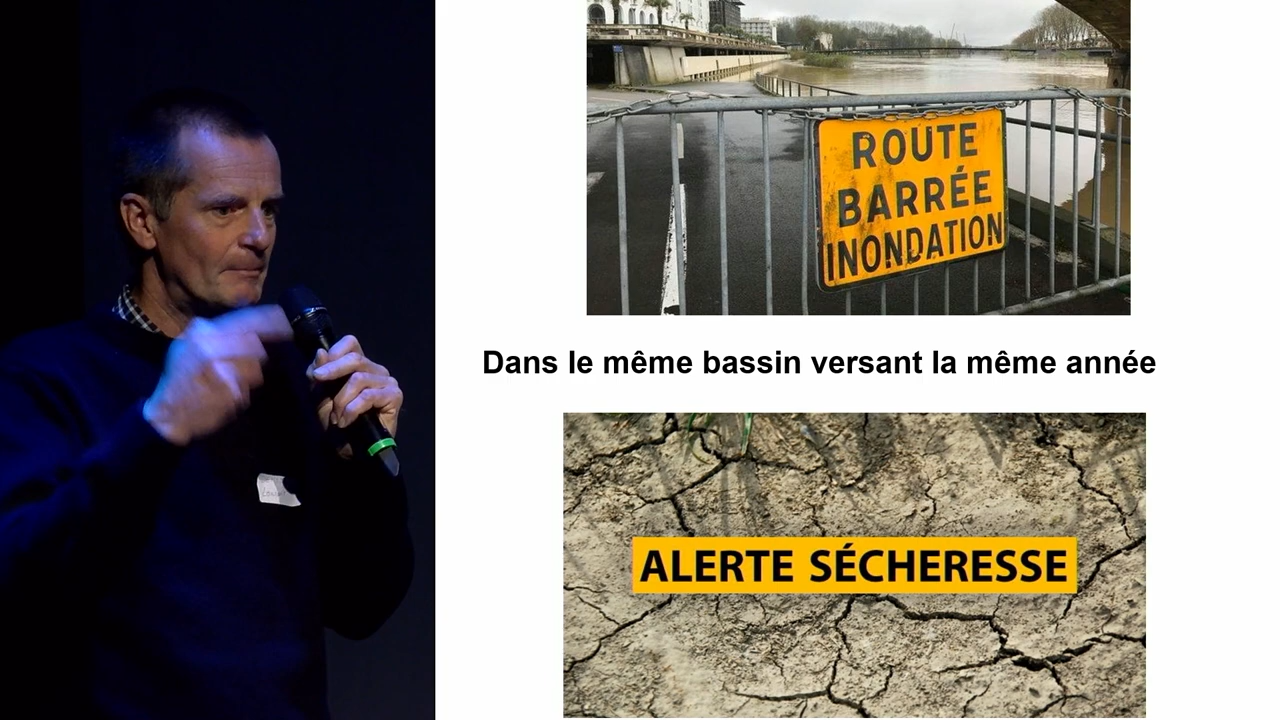 ROUTE
BARRÉE
INONDATION
Dans le même bassin versant la même année
ALERTE SÉCHERESSE